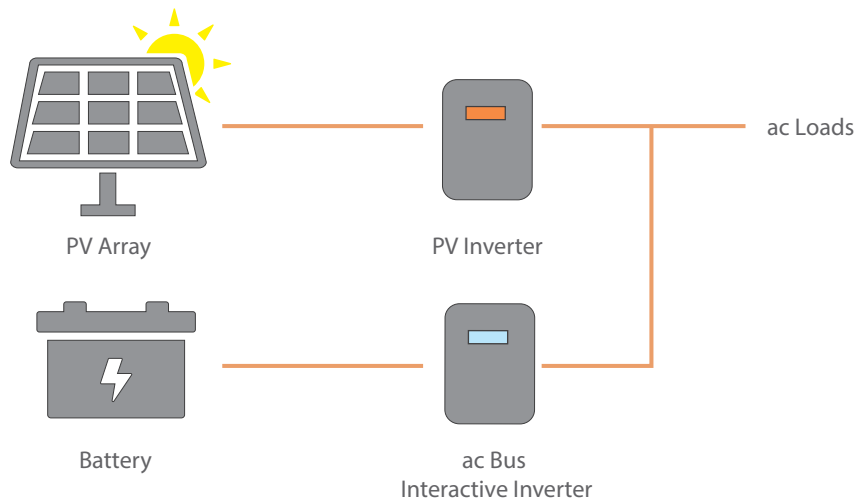 ac Loads
PV Array
PV Inverter
Battery
ac Bus
Interactive Inverter